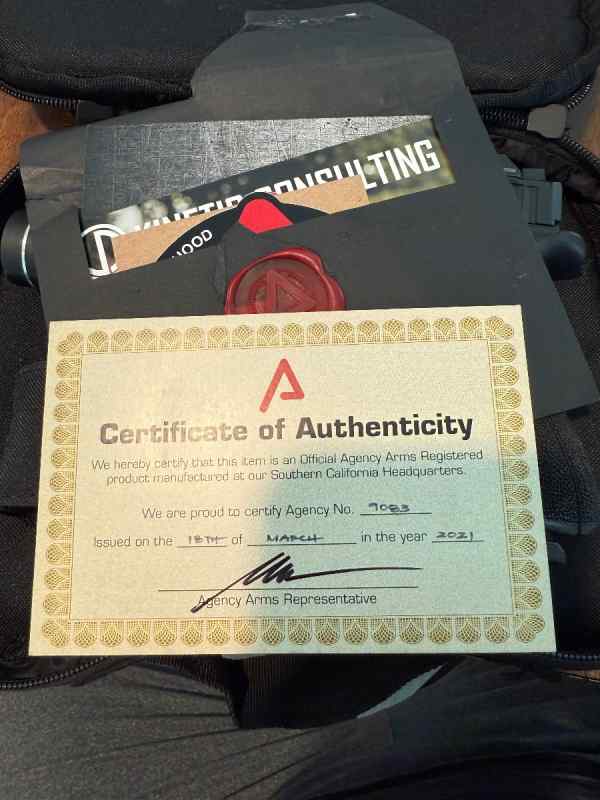 KINETIC CONSULTING
HOOD
Certificate of Authenticity
We hereby certify that this item is an Official Agency Arms Registered
product manufactured at our Southern California Headquarters.
We are proud to certify Agency No. 9083
Issued on the 18TH of MARCH in the year 2021
Agency Arms Representative